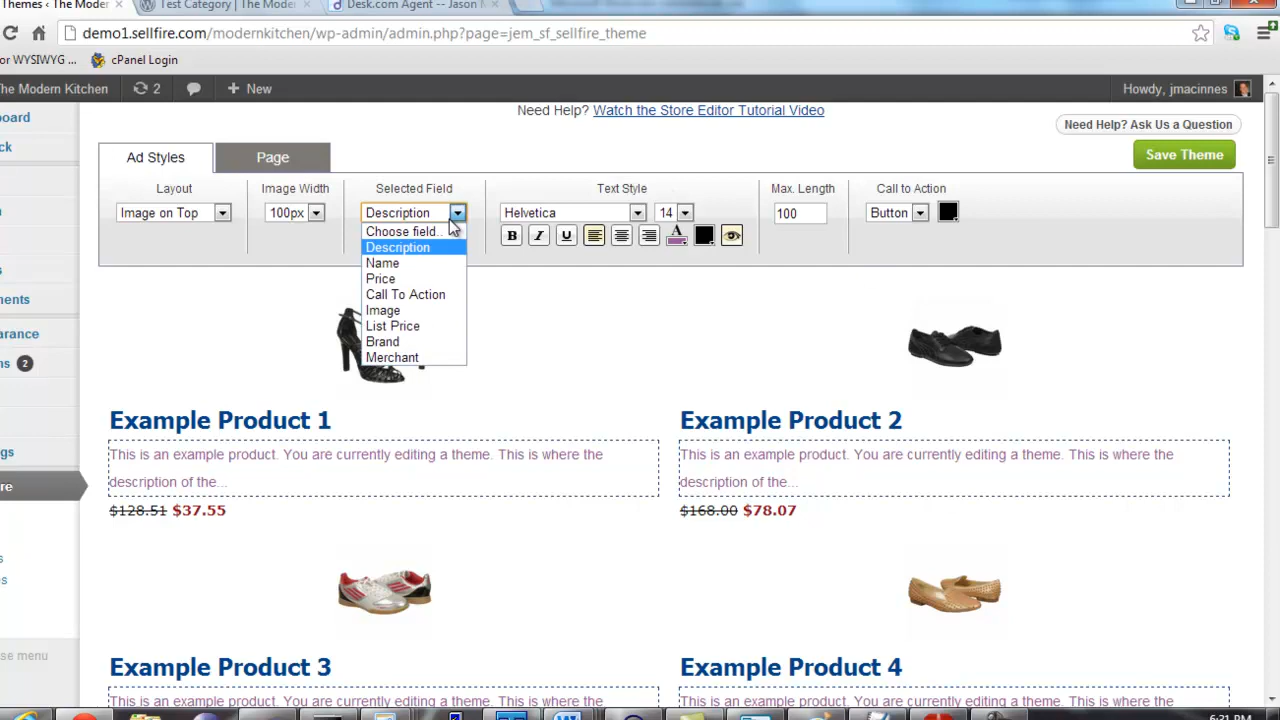 Themes ‹ The Modern
Test Category | The Modern
Desk.com Agent -- Jason M
demo1.sellfire.com/modernkitchen/wp-admin/admin.php?page=jem_sf_sellfire_theme
or WYSIWYG ... cPanel Login
The Modern Kitchen 2 New Howdy, jmacinnes
Need Help? Watch the Store Editor Tutorial Video
Need Help? Ask Us a Question
Ad Styles Page Save Theme
Layout Image Width Selected Field Text Style Max. Length Call to Action
Image on Top 100px Description Helvetica 14 100 Button
Choose field..
B I U A
Description
Name
Price
Call To Action
Image
List Price
Brand
Merchant
board
ck
ents
arance
ns 2
gs
re
s
es
se menu
Example Product 1 Example Product 2
This is an example product. You are currently editing a theme. This is where the
description of the...
This is an example product. You are currently editing a theme. This is where the
description of the...
$128.51 $37.55 $168.00 $78.07
Example Product 3 Example Product 4
This is an example product. You are currently editing a theme. This is where the
This is an example product. You are currently editing a theme. This is where the
6:31 PM